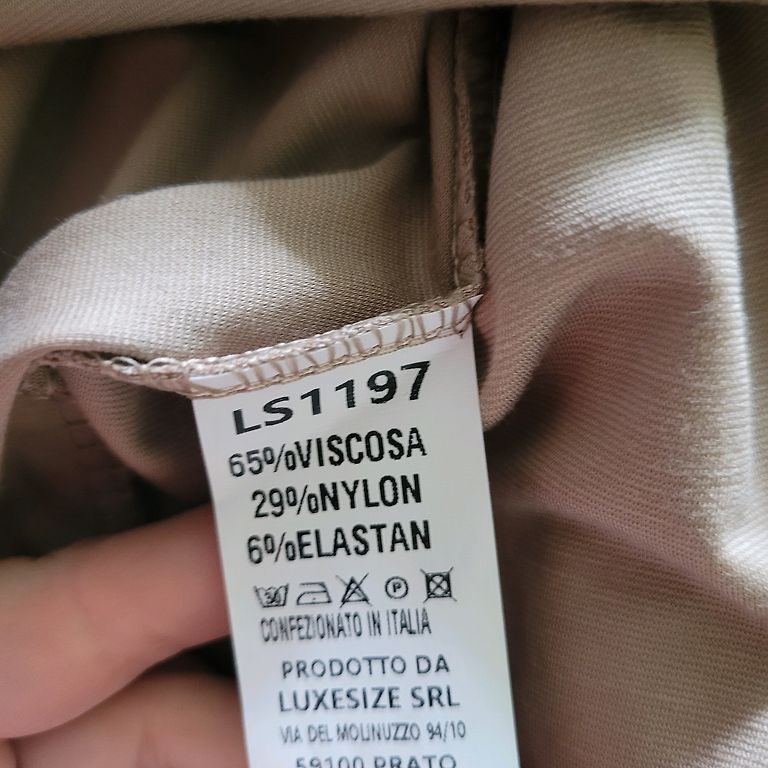 LS1197
65%VISCOSA
29%NYLON
6%ELASTAN
30 P
CONFEZIONATO IN ITALIA
PRODOTTO DA
LUXESIZE SRL
VIA DEL MOLINUZZO 94/10
59100 PRATO